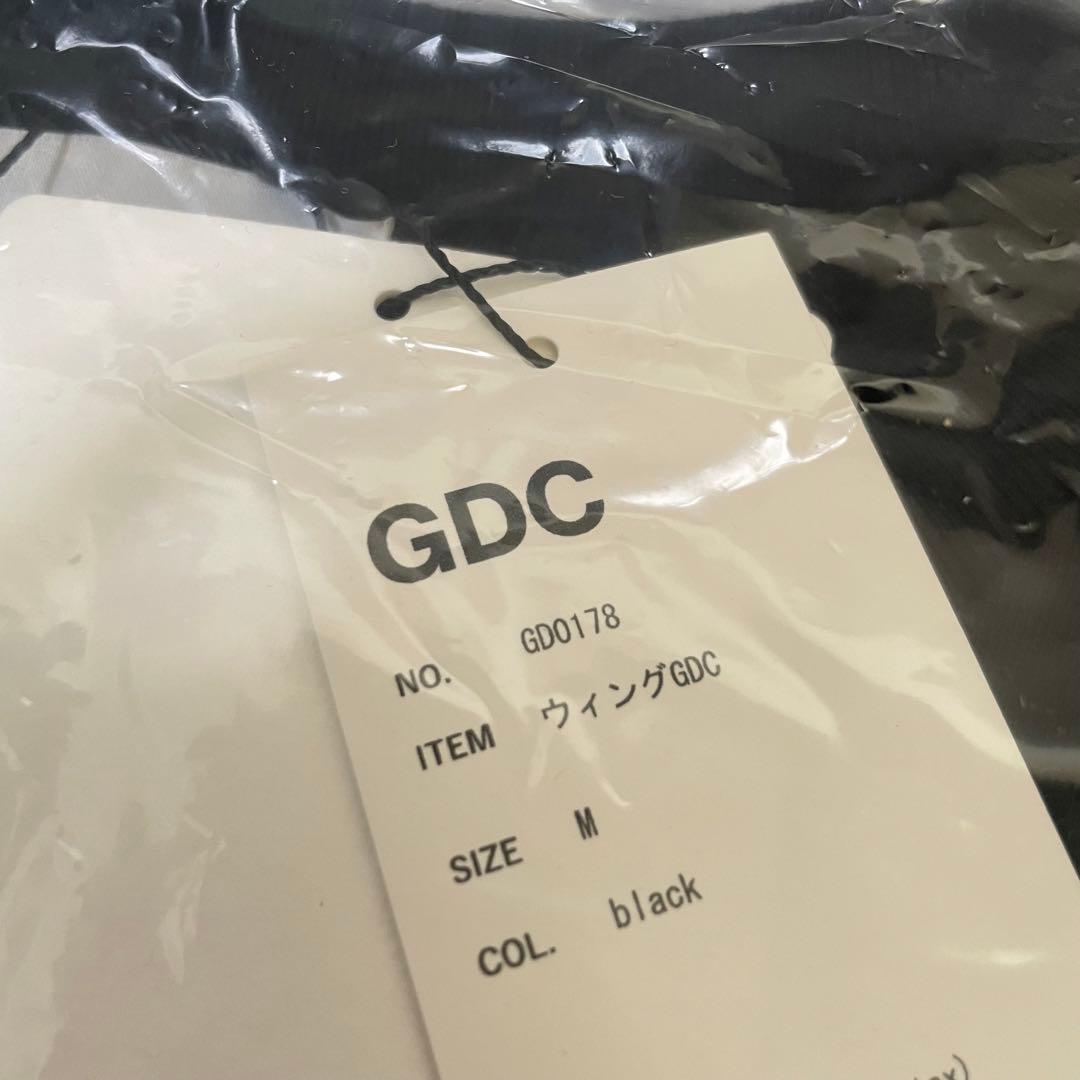 GDC
NO. GD0178
ITEM ウィングGDC
SIZE M
COL. black